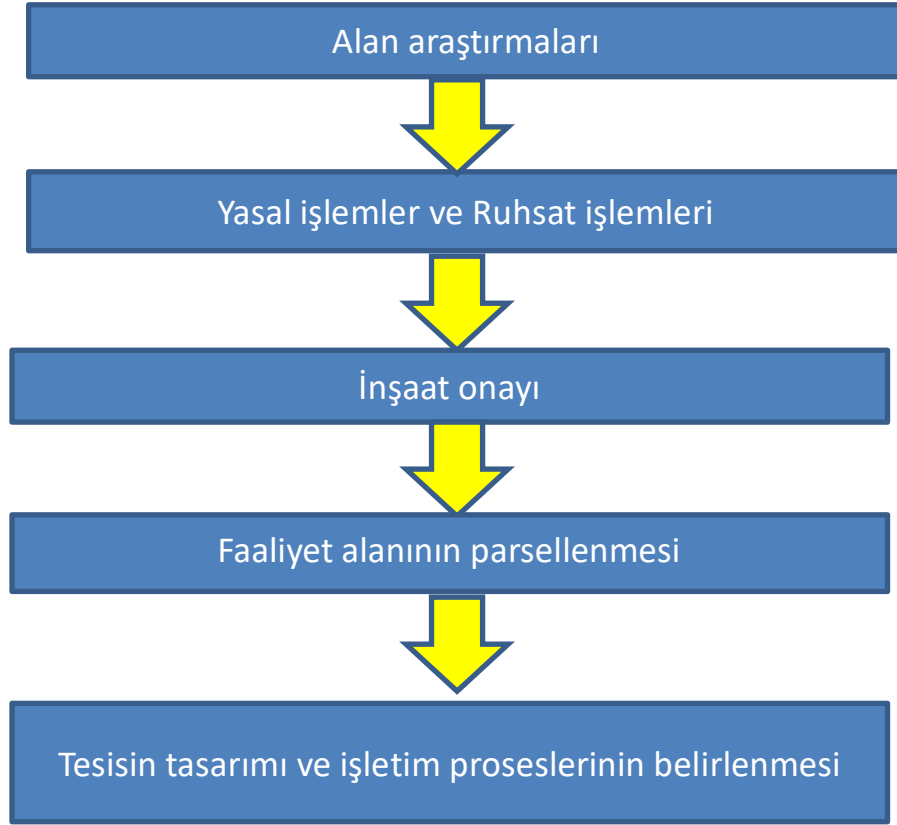 Alan araştırmaları
Yasal işlemler ve Ruhsat işlemleri
İnşaat onayı
Faaliyet alanının parsellenmesi
Tesisin tasarımı ve işletim proseslerinin belirlenmesi